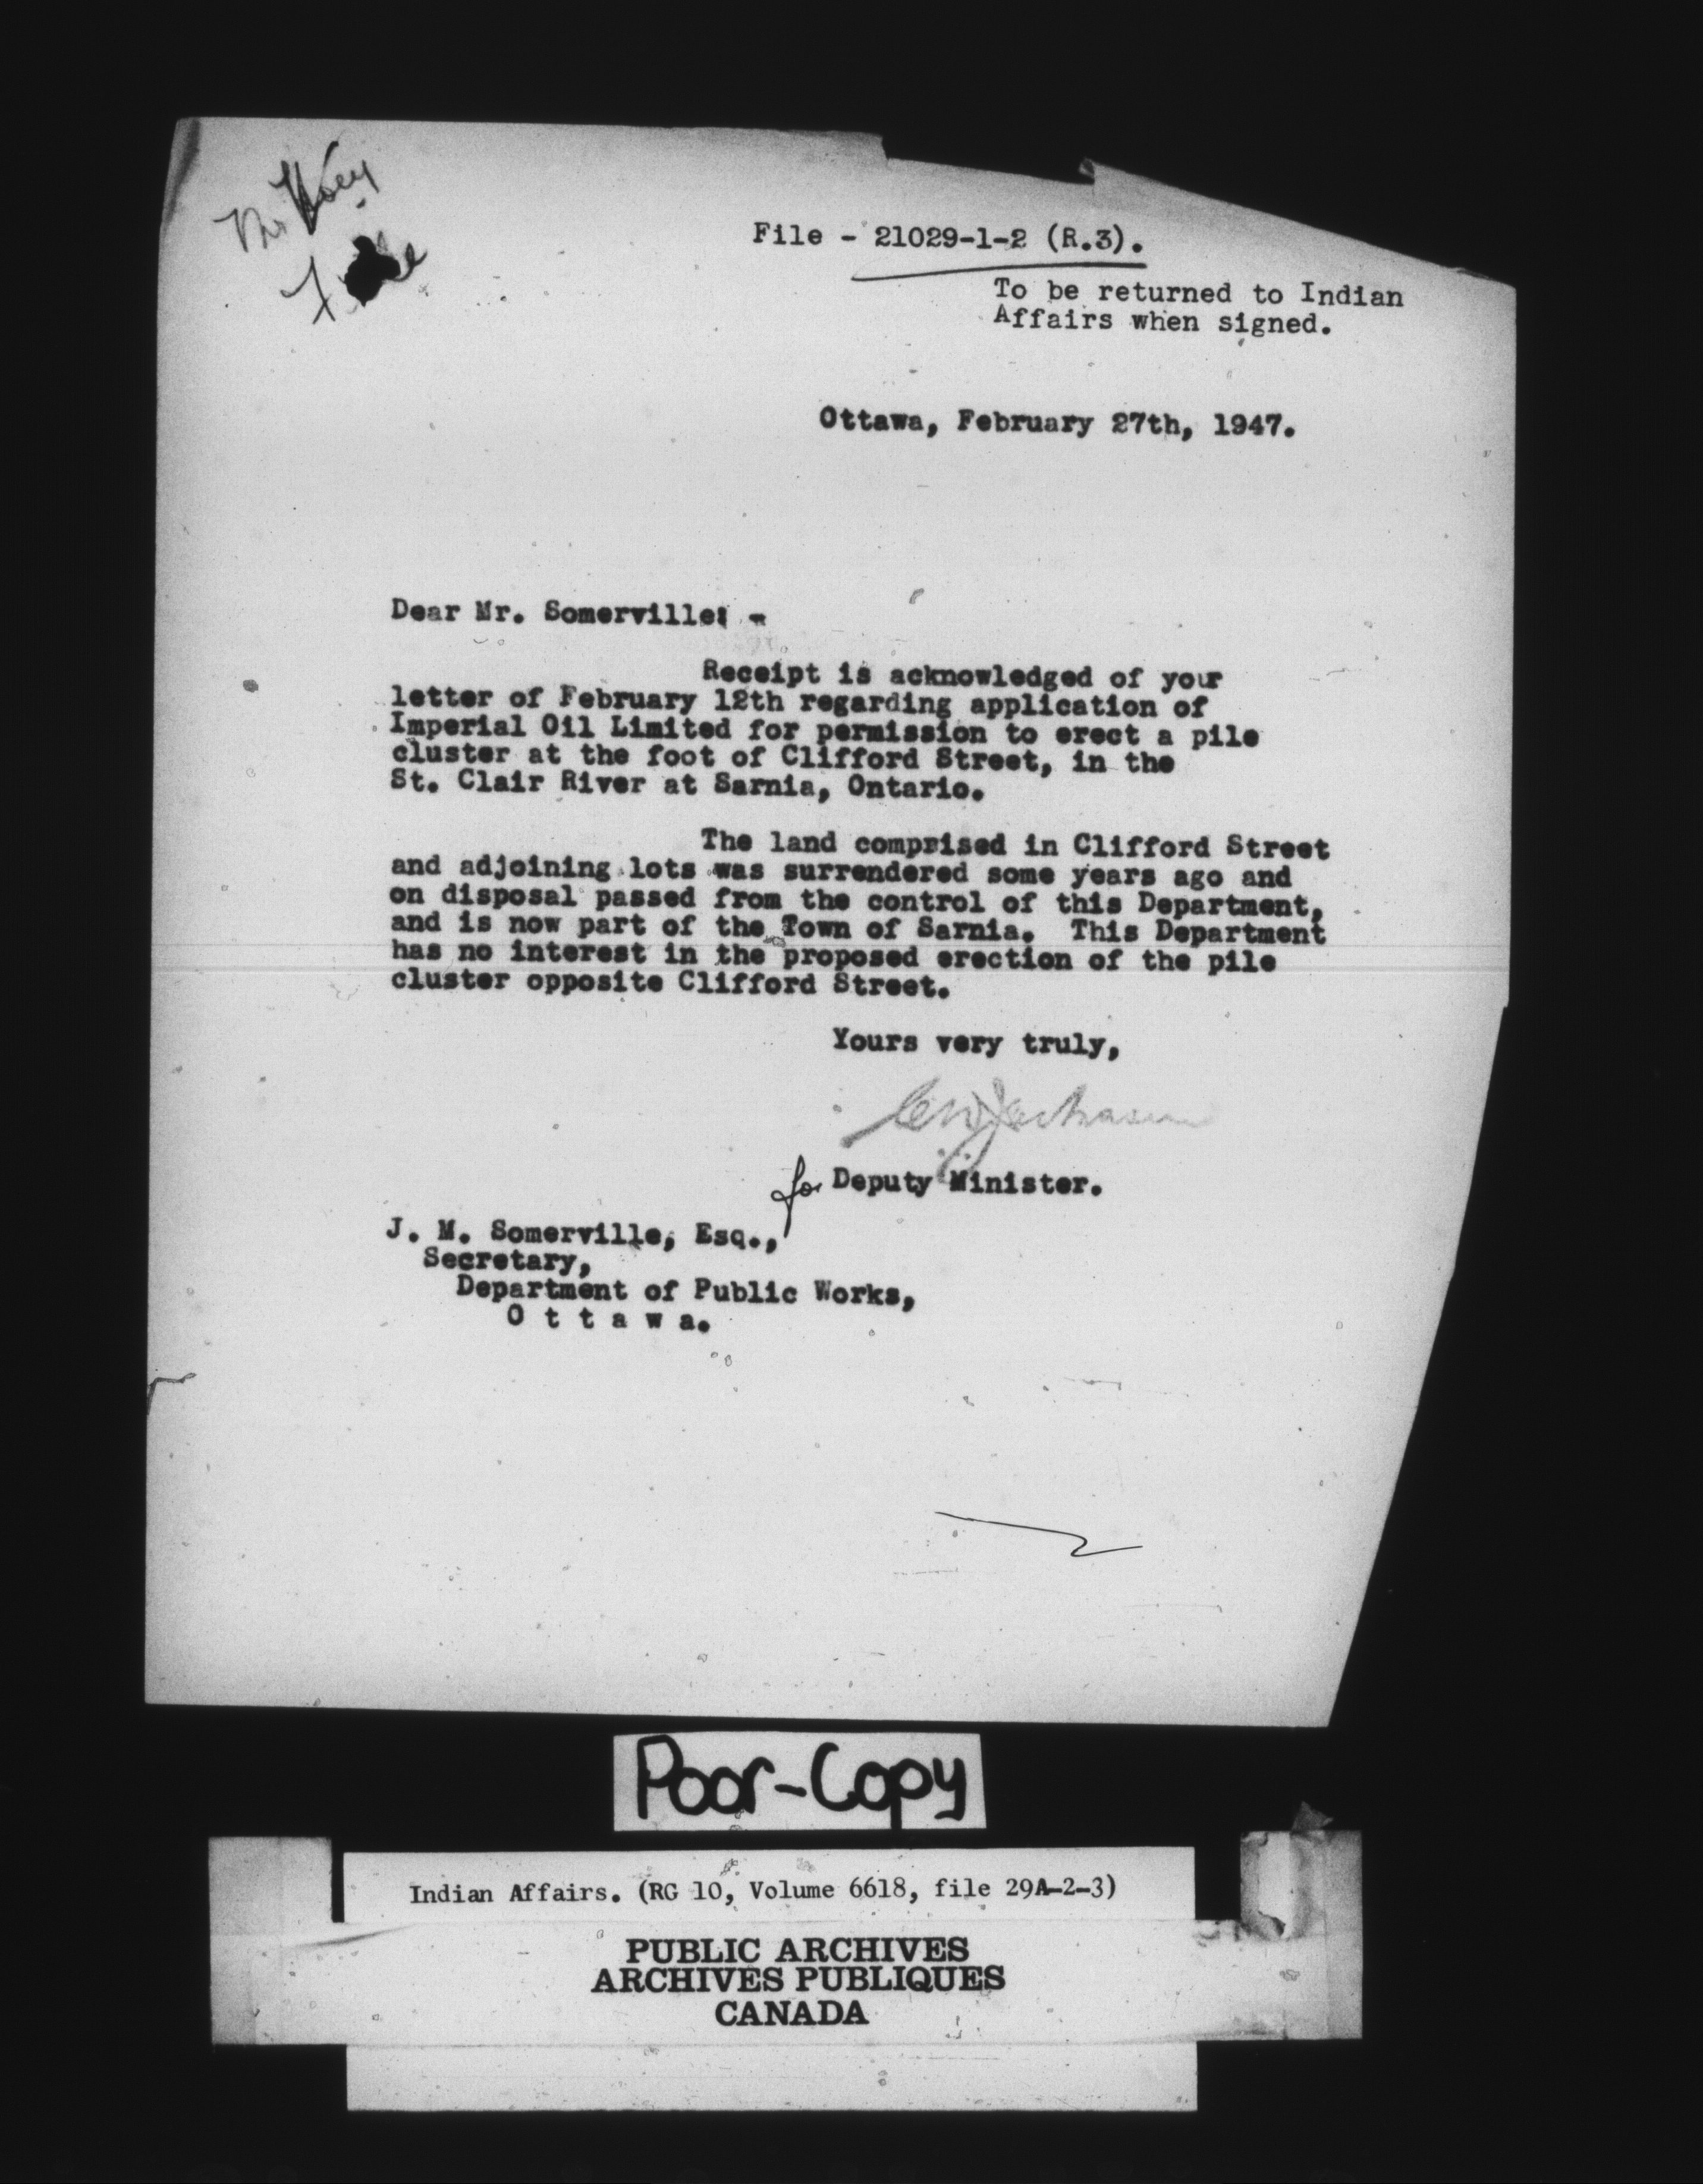 Mr Hoey
File
File - 21029-1-2 (R.3).
To be returned to Indian
Affairs when signed.
Ottawa, February 27th, 1947.
Dear Mr. Somerville: -
Receipt is acknowledged of your
letter of February 12th regarding application of
Imperial Oil Limited for permission to erect a pile
cluster at the foot of Clifford Street, in the
St. Clair River at Sarnia, Ontario.
The land comprised in Clifford Street
and adjoining lots was surrendered some years ago and
on disposal passed from the control of this Department,
and is now part of the Town of Sarnia. This Department
has no interest in the proposed erection of the pile
cluster opposite Clifford Street.
Yours very truly,
for Deputy Minister.
J. M. Somerville, Esq.,
Secretary,
Department of Public Works,
O t t a w a.
Poor-Copy
Indian Affairs. (RG 10, Volume 6618, file 29A-2-3)
PUBLIC ARCHIVES
ARCHIVES PUBLIQUES
CANADA